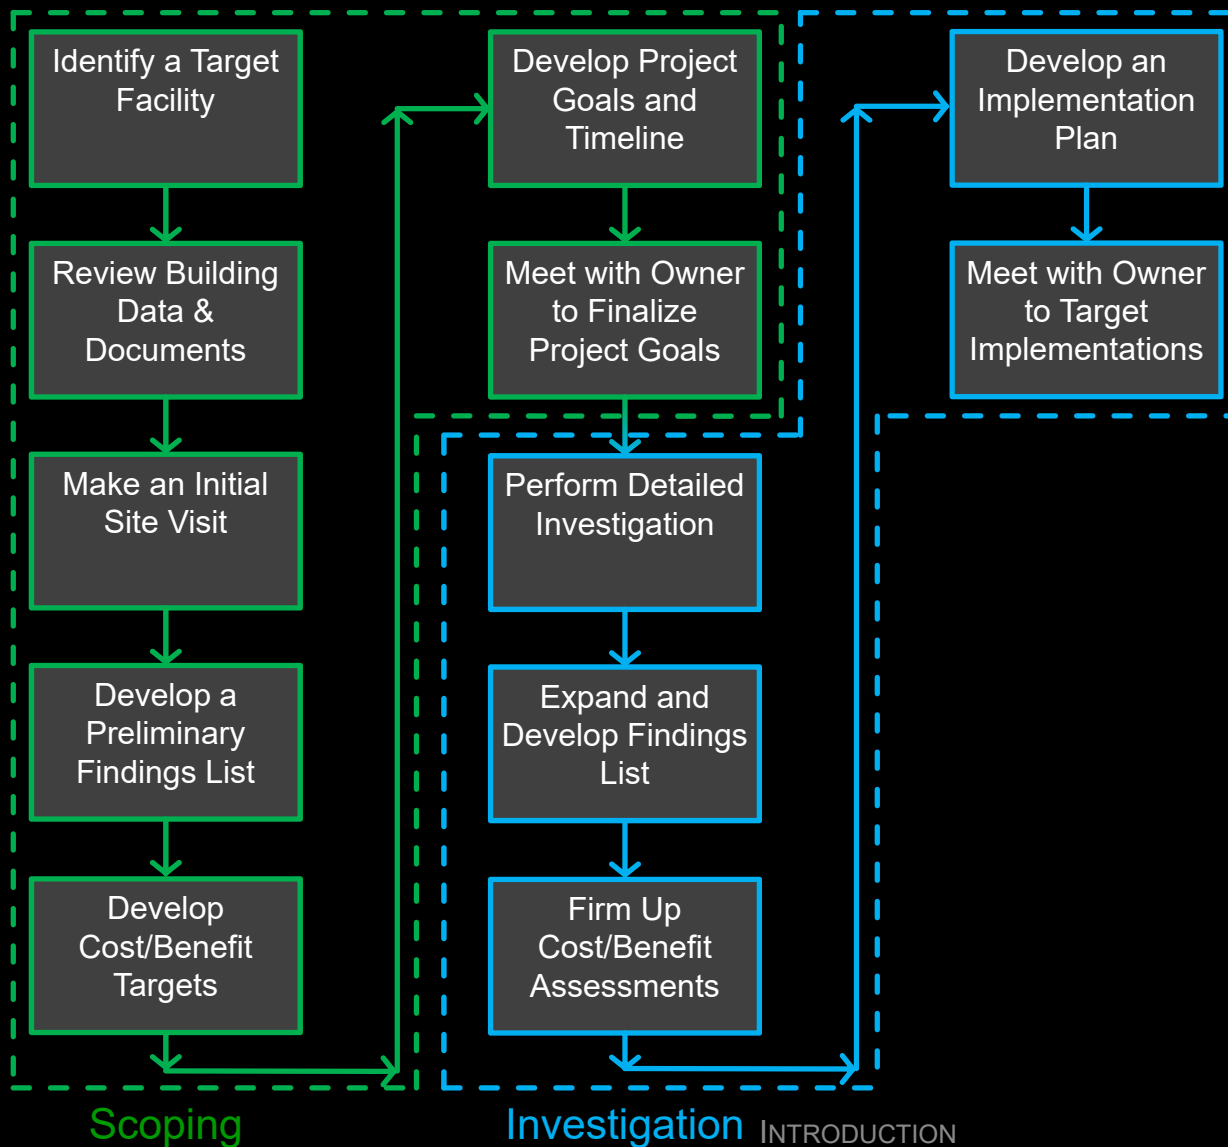 Identify a Target
Facility
Review Building
Data &
Documents
Make an Initial
Site Visit
Develop a
Preliminary
Findings List
Develop
Cost/Benefit
Targets
Develop Project
Goals and
Timeline
Meet with Owner
to Finalize
Project Goals
Perform Detailed
Investigation
Expand and
Develop Findings
List
Firm Up
Cost/Benefit
Assessments
Develop an
Implementation
Plan
Meet with Owner
to Target
Implementations
Scoping
Investigation
INTRODUCTION